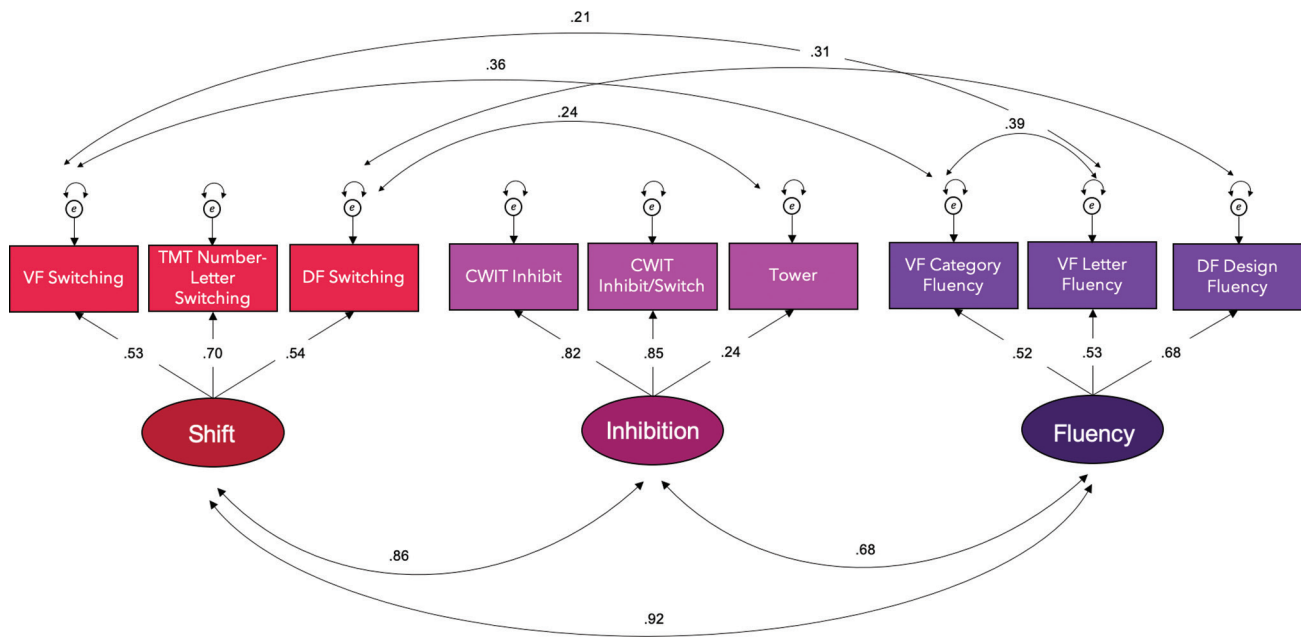 .21
.31
.36
.24
.39
e
e
e
e
e
e
e
e
e
VF Switching
TMT Number-
Letter
Switching
DF Switching
CWIT Inhibit
CWIT
Inhibit/Switch
Tower
VF Category
Fluency
VF Letter
Fluency
DF Design
Fluency
.53
.70
.54
.82
.85
.24
.52
.53
.68
Shift
Inhibition
Fluency
.86
.68
.92